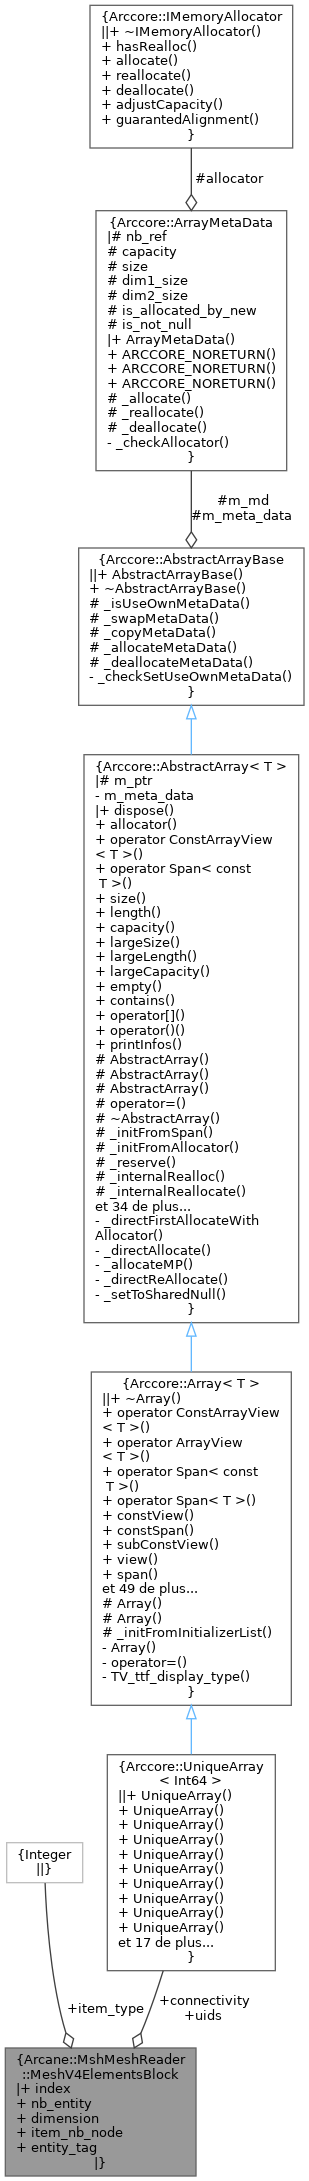 {Arccore::IMemoryAllocator
||+ ~IMemoryAllocator()
+ hasRealloc()
+ allocate()
+ reallocate()
+ deallocate()
+ adjustCapacity()
+ guarantedAlignment()
}
#allocator
{Arccore::ArrayMetaData
|# nb_ref
# capacity
# size
# dim1_size
# dim2_size
# is_allocated_by_new
# is_not_null
|+ ArrayMetaData()
+ ARCCORE_NORETURN()
+ ARCCORE_NORETURN()
+ ARCCORE_NORETURN()
# _allocate()
# _reallocate()
# _deallocate()
- _checkAllocator()
}
#m_md
#m_meta_data
{Arccore::AbstractArrayBase
||+ AbstractArrayBase()
+ ~AbstractArrayBase()
# _isUseOwnMetaData()
# _swapMetaData()
# _copyMetaData()
# _allocateMetaData()
# _deallocateMetaData()
- _checkSetUseOwnMetaData()
}
{Arccore::AbstractArray< T >
|# m_ptr
- m_meta_data
|+ dispose()
+ allocator()
+ operator ConstArrayView
< T >()
+ operator Span< const
T >()
+ size()
+ length()
+ capacity()
+ largeSize()
+ largeLength()
+ largeCapacity()
+ empty()
+ contains()
+ operator[]()
+ operator()()
+ printInfos()
# AbstractArray()
# AbstractArray()
# AbstractArray()
# operator=()
# ~AbstractArray()
# _initFromSpan()
# _initFromAllocator()
# _reserve()
# _internalRealloc()
# _internalReallocate()
et 34 de plus...
- _directFirstAllocateWith
Allocator()
- _directAllocate()
- _allocateMP()
- _directReAllocate()
- _setToSharedNull()
}
{Arccore::Array< T >
||+ ~Array()
+ operator ConstArrayView
< T >()
+ operator ArrayView
< T >()
+ operator Span< const
T >()
+ operator Span< T >()
+ constView()
+ constSpan()
+ subConstView()
+ view()
+ span()
et 49 de plus...
# Array()
# Array()
# _initFromInitializerList()
- Array()
- operator=()
- TV_ttf_display_type()
}
{Arccore::UniqueArray
< Int64 >
||+ UniqueArray()
+ UniqueArray()
+ UniqueArray()
+ UniqueArray()
+ UniqueArray()
+ UniqueArray()
+ UniqueArray()
+ UniqueArray()
+ UniqueArray()
+ UniqueArray()
et 17 de plus...
}
{Integer
||}
+item_type
+connectivity
+uids
{Arcane::MshMeshReader
::MeshV4ElementsBlock
|+ index
+ nb_entity
+ dimension
+ item_nb_node
+ entity_tag
|}